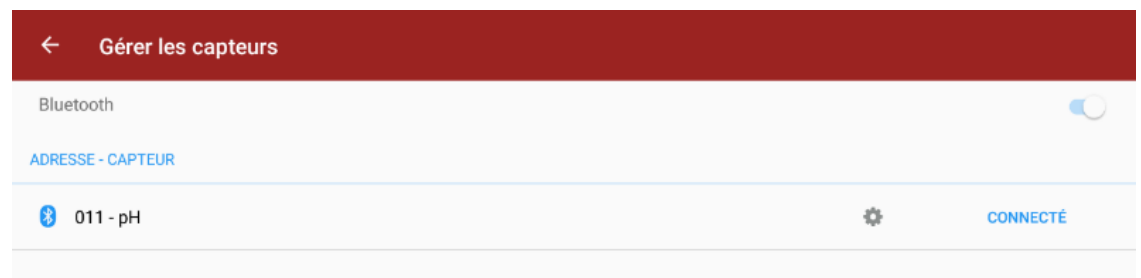 Gérer les capteurs
Bluetooth
ADRESSE - CAPTEUR
011 - pH CONNECTÉ